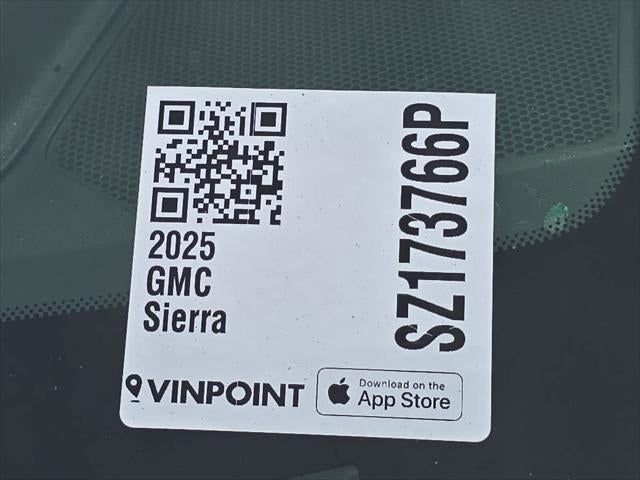 2025
GMC
Sierra
SZ173766P
VINPOINT
Download on the
App Store